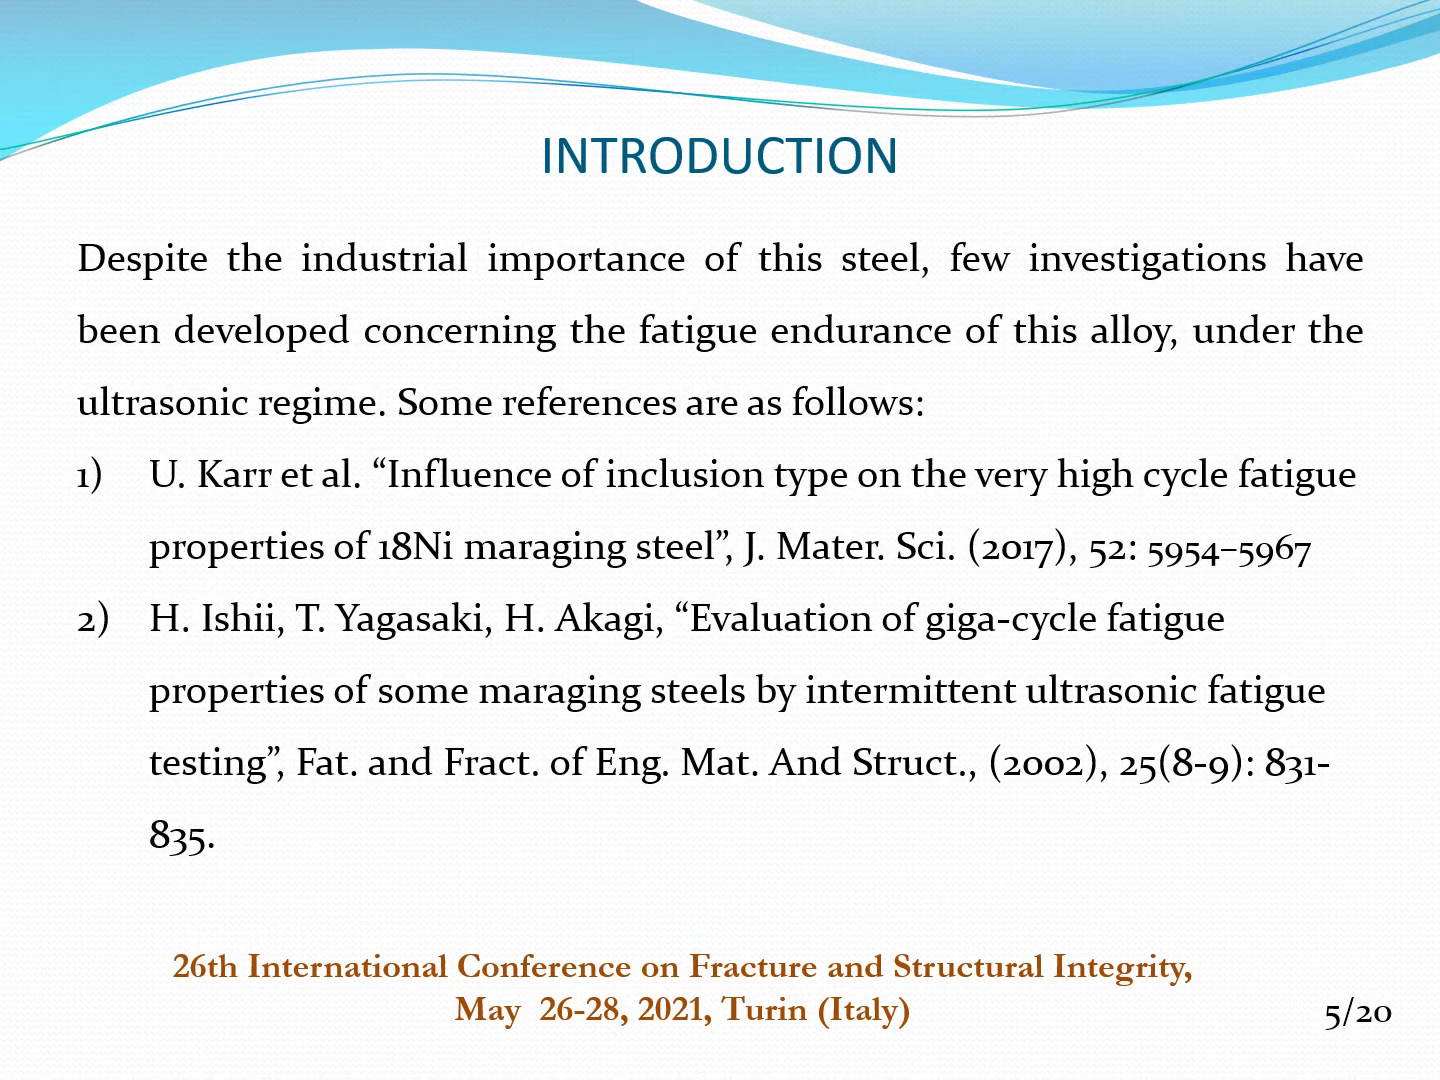 INTRODUCTION
Despite the industrial importance of this steel, few investigations have
been developed concerning the fatigue endurance of this alloy, under the
ultrasonic regime. Some references are as follows:
1) U. Karr et al. “Influence of inclusion type on the very high cycle fatigue
properties of 18Ni maraging steel”, J. Mater. Sci. (2017), 52: 5954–5967
2) H. Ishii, T. Yagasaki, H. Akagi, “Evaluation of giga-cycle fatigue
properties of some maraging steels by intermittent ultrasonic fatigue
testing”, Fat. and Fract. of Eng. Mat. And Struct., (2002), 25(8-9): 831-
835.
26th International Conference on Fracture and Structural Integrity,
May 26-28, 2021, Turin (Italy)
5/20